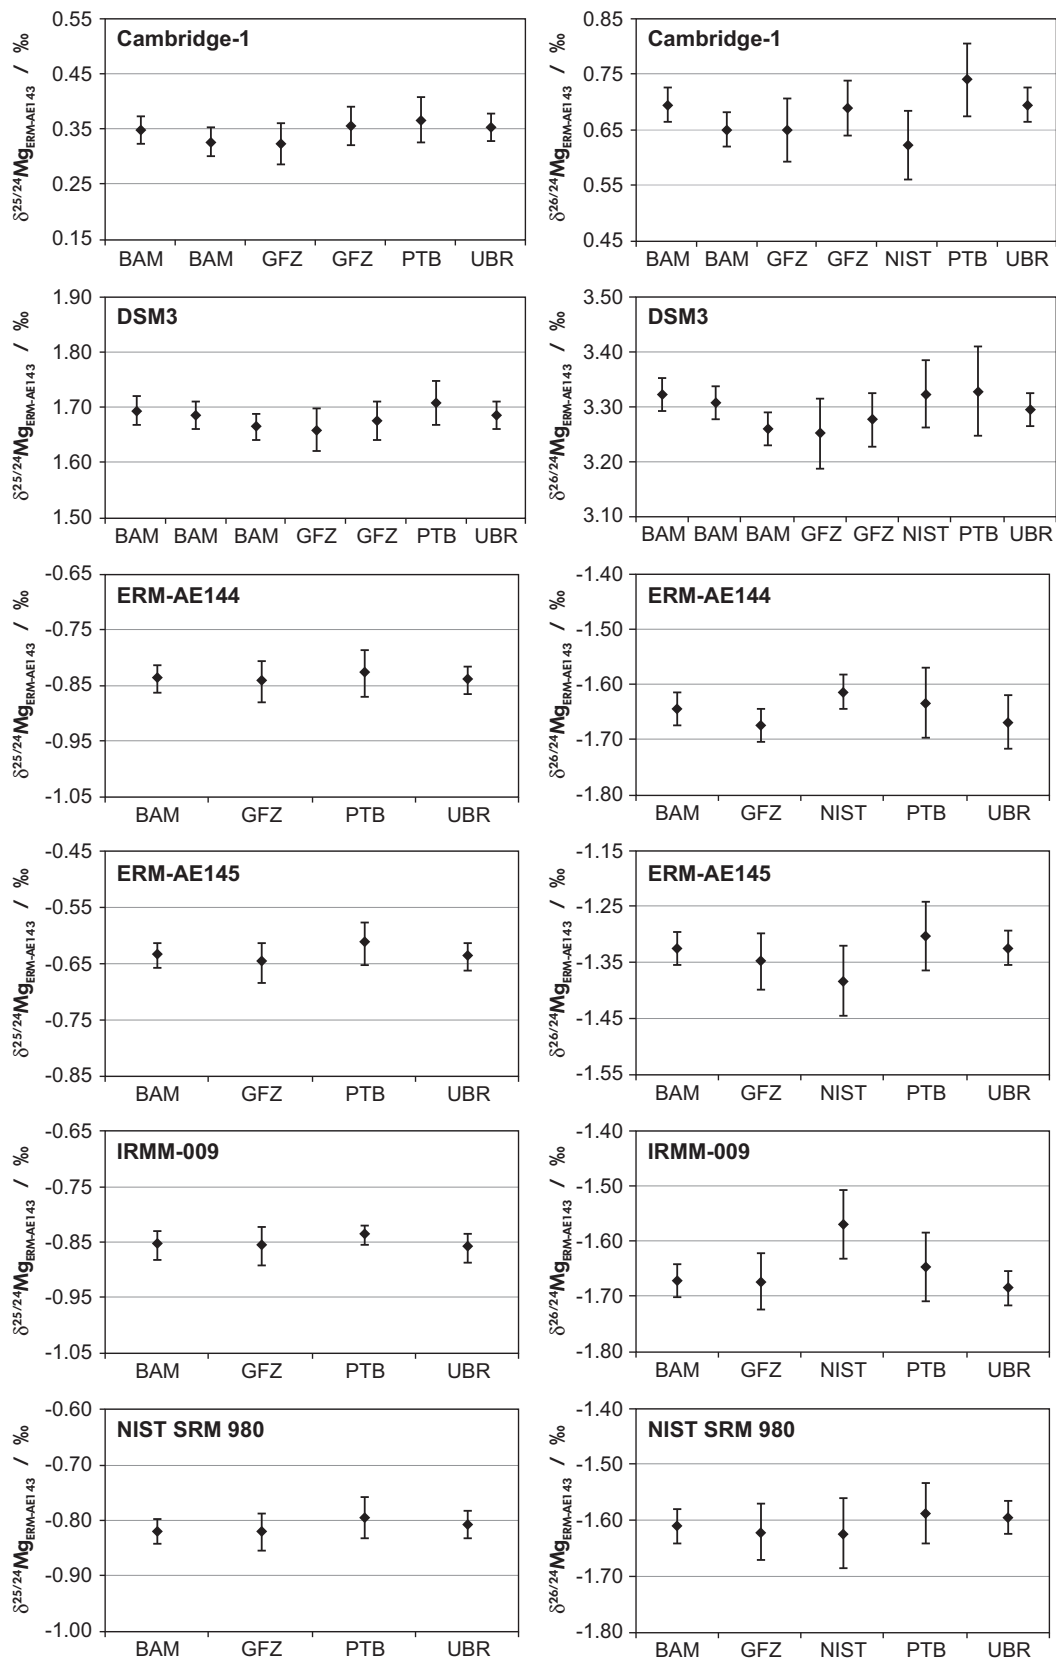 Cambridge-1
δ25/24MgERM-AE143 / ‰
0.55
0.45
0.35
0.25
0.15
BAM BAM GFZ GFZ PTB UBR
Cambridge-1
δ26/24MgERM-AE143 / ‰
0.85
0.75
0.65
0.55
0.45
BAM BAM GFZ GFZ NIST PTB UBR
DSM3
δ25/24MgERM-AE143 / ‰
1.90
1.80
1.70
1.60
1.50
BAM BAM BAM GFZ GFZ PTB UBR
DSM3
δ26/24MgERM-AE143 / ‰
3.50
3.40
3.30
3.20
3.10
BAM BAM BAM GFZ GFZ NIST PTB UBR
ERM-AE144
δ25/24MgERM-AE143 / ‰
-0.65
-0.75
-0.85
-0.95
-1.05
BAM GFZ PTB UBR
ERM-AE144
δ26/24MgERM-AE143 / ‰
-1.40
-1.50
-1.60
-1.70
-1.80
BAM GFZ NIST PTB UBR
ERM-AE145
δ25/24MgERM-AE143 / ‰
-0.45
-0.55
-0.65
-0.75
-0.85
BAM GFZ PTB UBR
ERM-AE145
δ26/24MgERM-AE143 / ‰
-1.15
-1.25
-1.35
-1.45
-1.55
BAM GFZ NIST PTB UBR
IRMM-009
δ25/24MgERM-AE143 / ‰
-0.65
-0.75
-0.85
-0.95
-1.05
BAM GFZ PTB UBR
IRMM-009
δ26/24MgERM-AE143 / ‰
-1.40
-1.50
-1.60
-1.70
-1.80
BAM GFZ NIST PTB UBR
NIST SRM 980
δ25/24MgERM-AE143 / ‰
-0.60
-0.70
-0.80
-0.90
-1.00
BAM GFZ PTB UBR
NIST SRM 980
δ26/24MgERM-AE143 / ‰
-1.40
-1.50
-1.60
-1.70
-1.80
BAM GFZ NIST PTB UBR